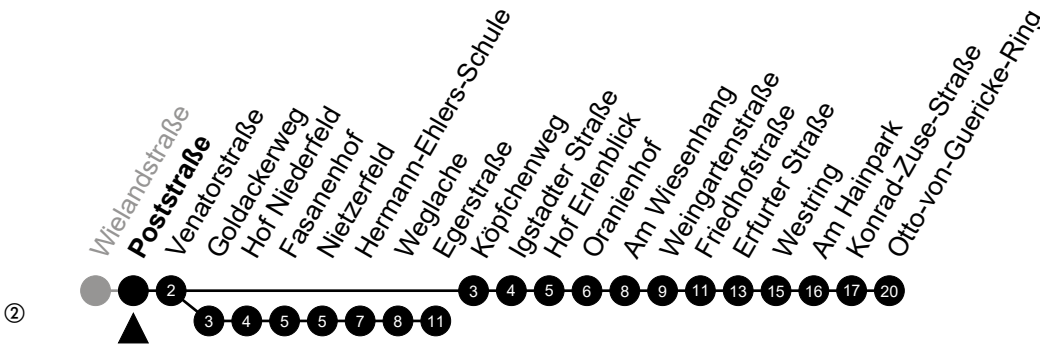 Wielandstraße
Poststraße
Venatorstraße
Goldackerweg
Hof Niederfeld
Fasanenhof
Nietzerfeld
Hermann-Ehlers-Schule
Weglache
Egerstraße
Köpfchenweg
Igstadter Straße
Hof Erlenblick
Oranienhof
Am Wiesenhang
Weingartenstraße
Friedhofstraße
Erfurter Straße
Westring
Am Hainpark
Konrad-Zuse-Straße
Otto-von-Guericke-Ring
2 3 4 5 6 8 9 11 13 15 16 17 20
② 3 4 5 5 7 8 11